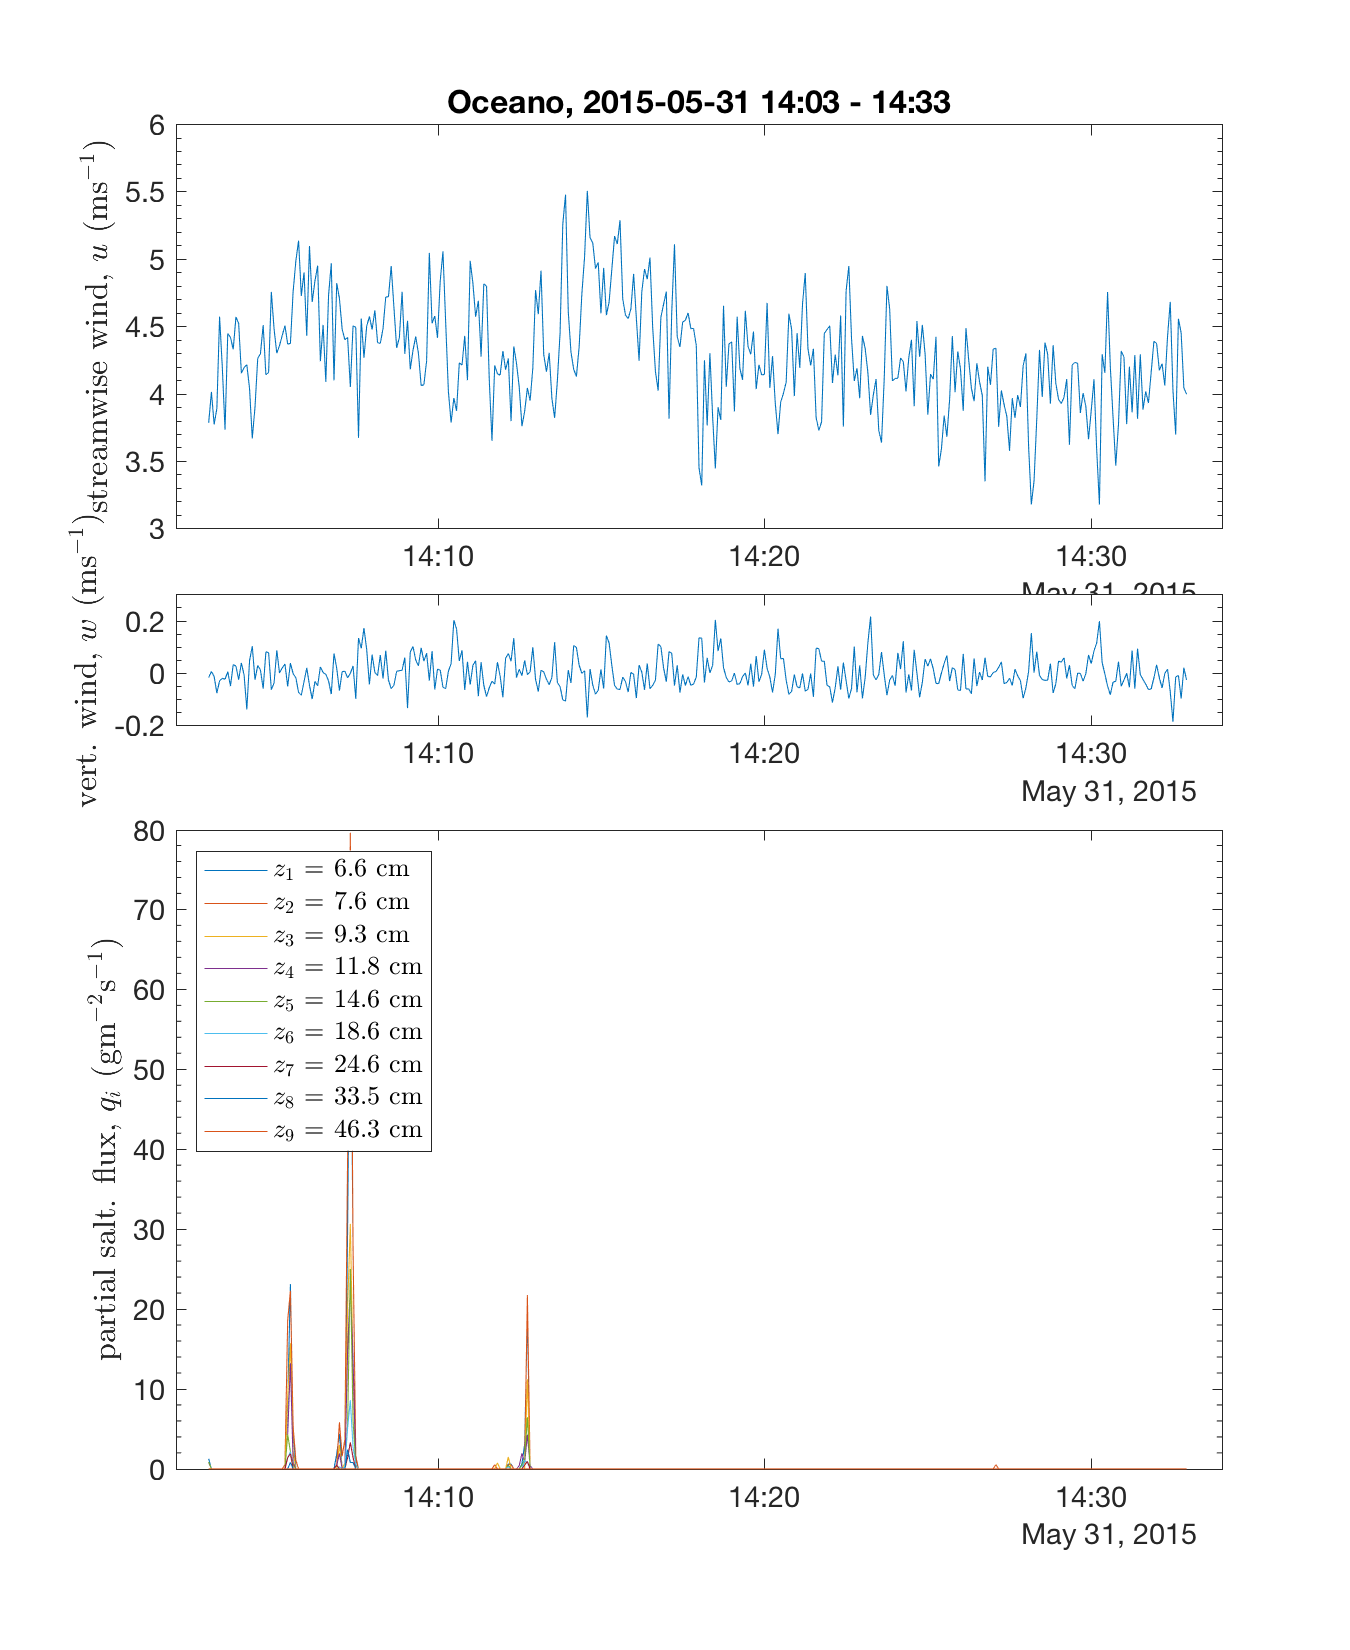 Oceano, 2015-05-31 14:03 - 14:33
streamwise wind, u (ms⁻¹)
6
5.5
5
4.5
4
3.5
3
14:10 14:20 14:30
May 31, 2015
vert. wind, w (ms⁻¹)
0.2
0
-0.2
14:10 14:20 14:30
May 31, 2015
partial salt. flux, qᵢ (gm⁻²s⁻¹)
80
70
60
50
40
30
20
10
0
z₁ = 6.6 cm
z₂ = 7.6 cm
z₃ = 9.3 cm
z₄ = 11.8 cm
z₅ = 14.6 cm
z₆ = 18.6 cm
z₇ = 24.6 cm
z₈ = 33.5 cm
z₉ = 46.3 cm
14:10 14:20 14:30
May 31, 2015